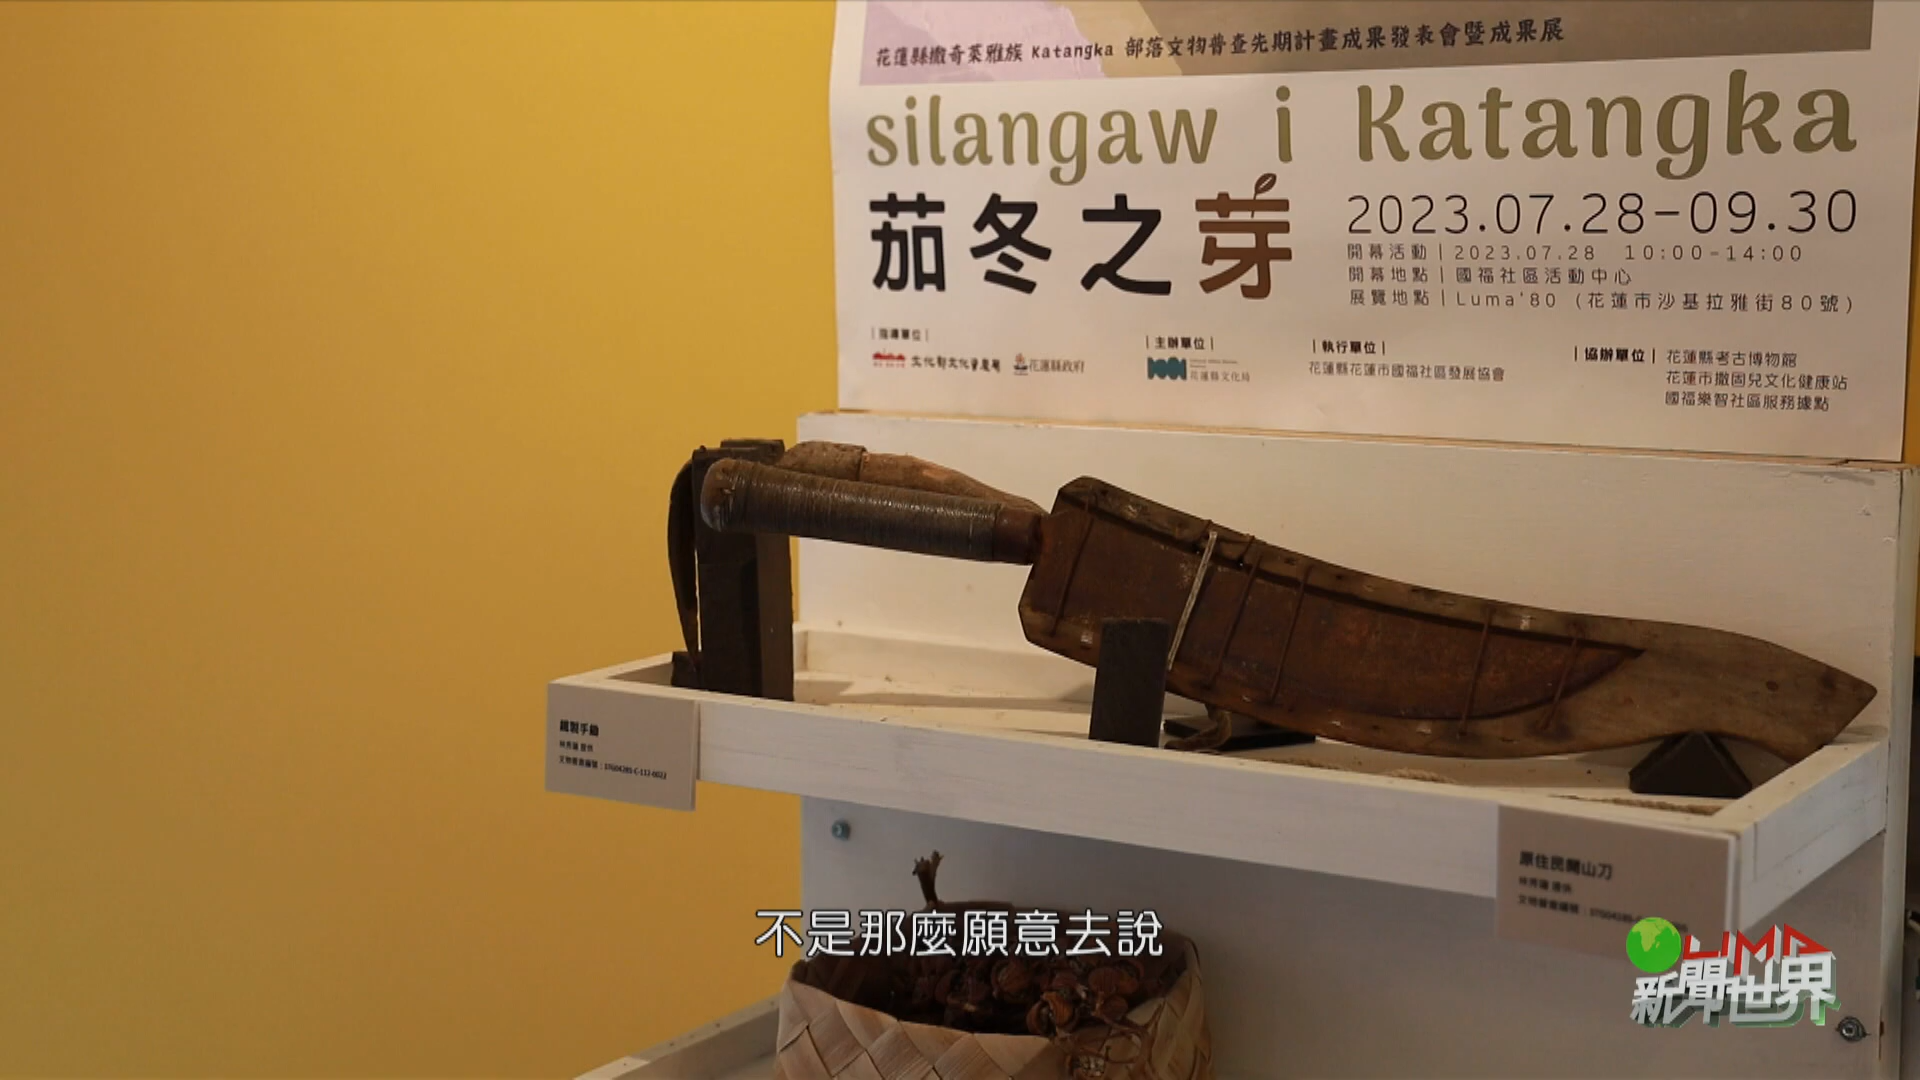 花蓮縣撒奇萊雅族 Katangka 部落文物普查先期計畫成果發表會暨成果展
silangaw i Katangka
茄冬之芽
2023.07.28-09.30
開幕活動｜2023.07.28 10:00-14:00
開幕地點｜國福社區活動中心
展覽地點｜Luma'80 (花蓮市沙基拉雅街80號)
｜指導單位｜
花蓮縣政府
｜主辦單位｜
花蓮縣文化局
｜執行單位｜
花蓮縣花蓮市國福社區發展協會
｜協辦單位｜花蓮縣考古博物館
花蓮市撒固兒文化健康站
國福樂智社區服務據點
鐵製手鋤
原住民開山刀
不是那麼願意去說
LIMA
新聞世界